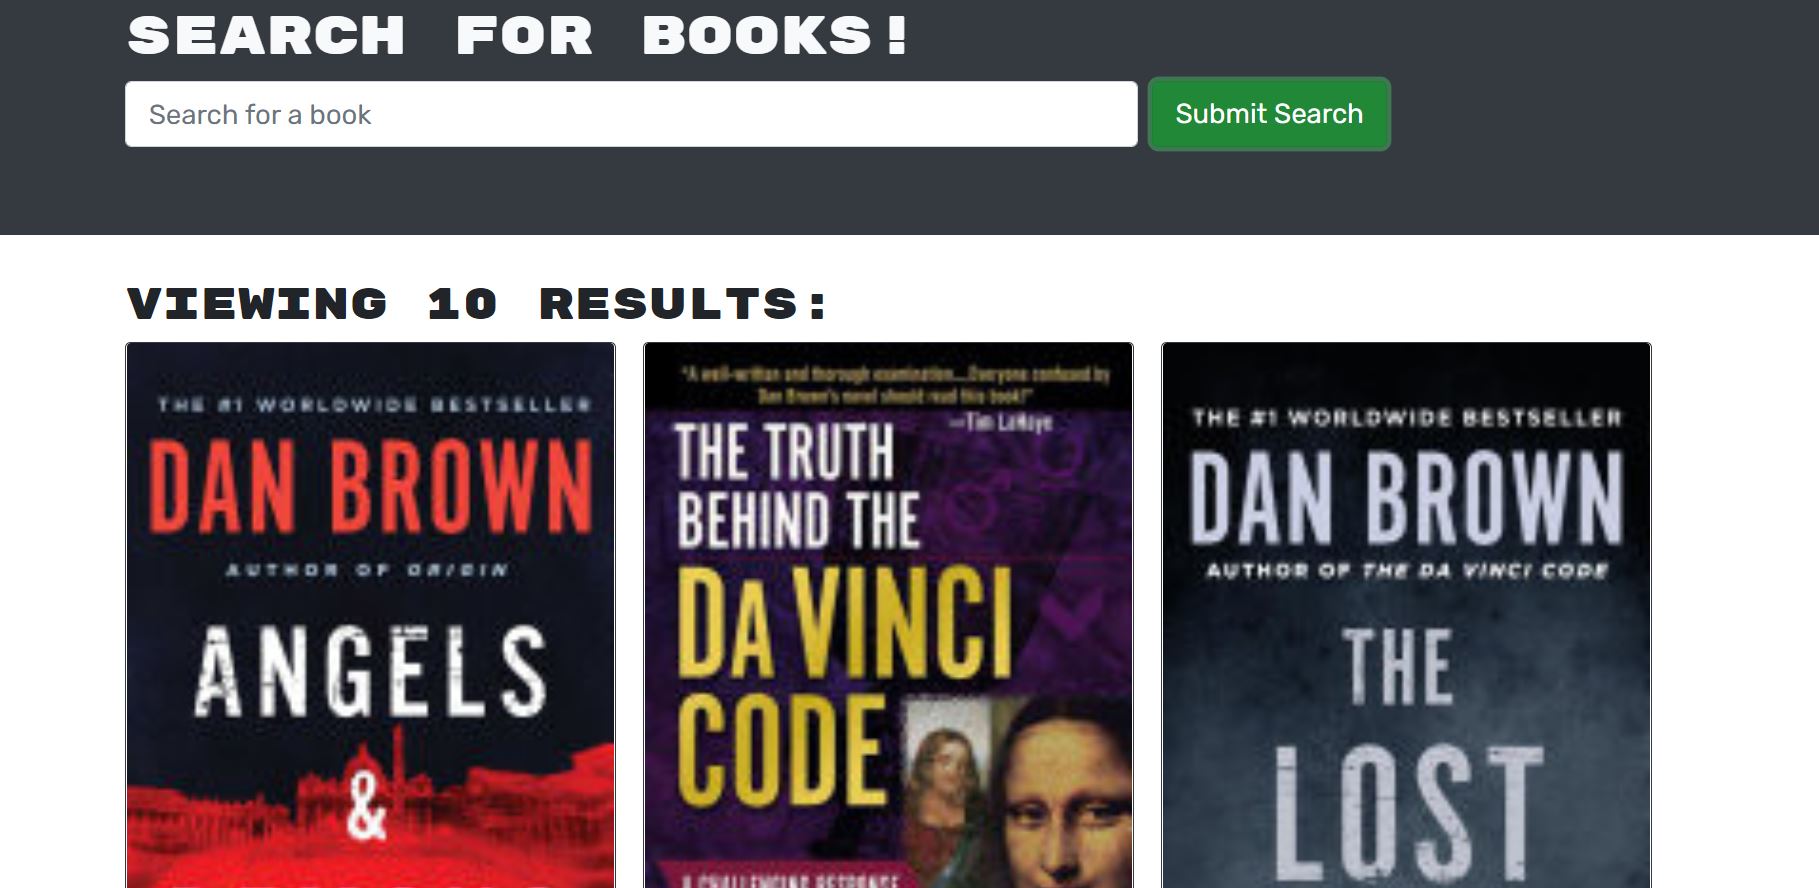 SEARCH FOR BOOKS!
Search for a book
Submit Search
VIEWING 10 RESULTS:
THE #1 WORLDWIDE BESTSELLER
DAN BROWN
AUTHOR OF ORIGIN
ANGELS
&
"A well-written and thorough examination...Everyone confused by
Dan Brown's novel should read this book!"
—Tim LaHaye
THE TRUTH
BEHIND THE
DA VINCI
CODE
A CHALLENGING RESPONSE
THE #1 WORLDWIDE BESTSELLER
DAN BROWN
AUTHOR OF THE DA VINCI CODE
THE
LOST